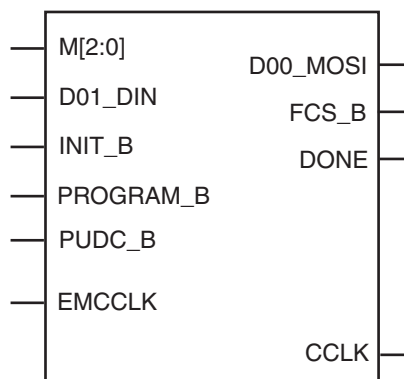 M[2:0]
D00_MOSI
D01_DIN
FCS_B
INIT_B
DONE
PROGRAM_B
PUDC_B
EMCCLK
CCLK